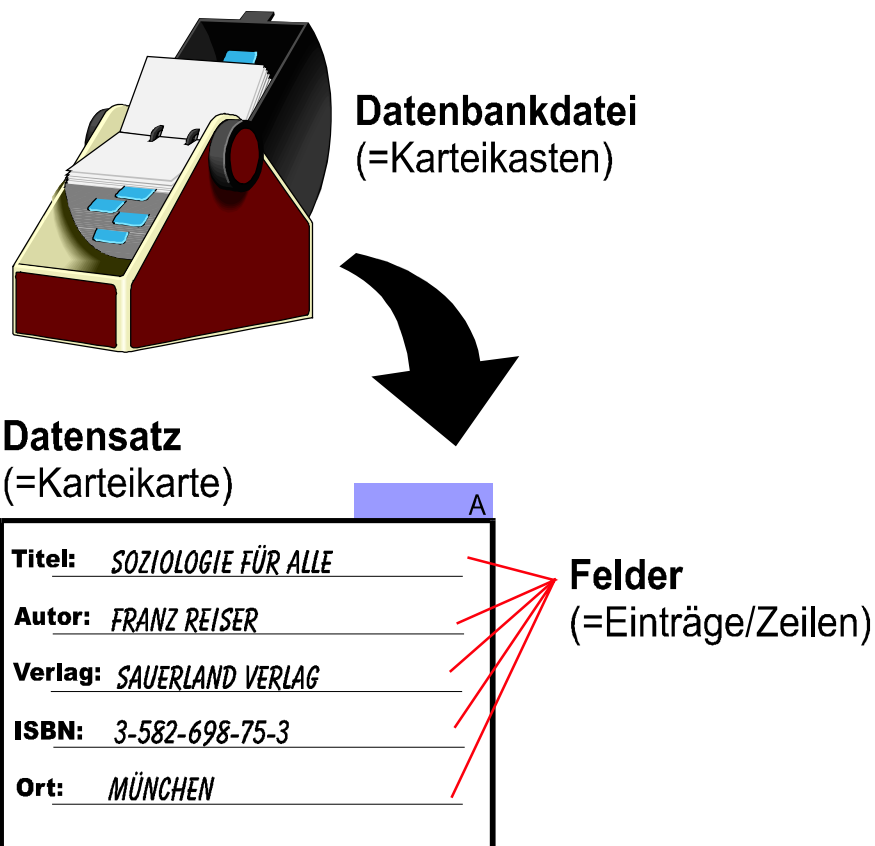 Datenbankdatei
(=Karteikasten)
Datensatz
(=Karteikarte)
A
Titel: SOZIOLOGIE FÜR ALLE
Autor: FRANZ REISER
Verlag: SAUERLAND VERLAG
ISBN: 3-582-698-75-3
Ort: MÜNCHEN
Felder
(=Einträge/Zeilen)